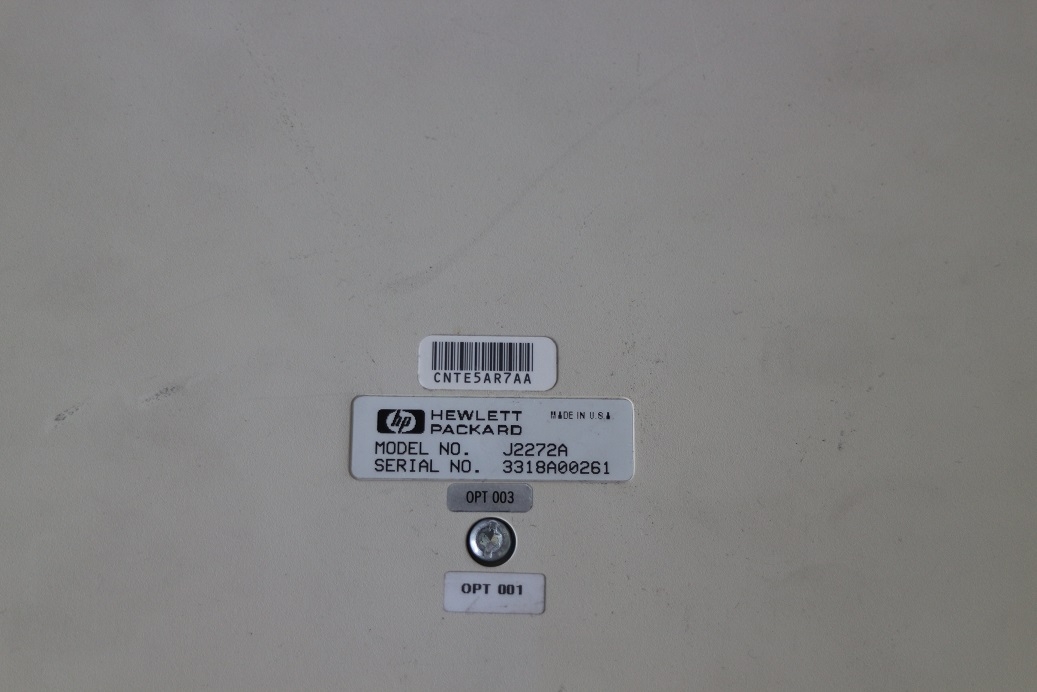 CNTE5AR7AA
hp HEWLETT PACKARD MADE IN U.S.A
MODEL NO. J2272A
SERIAL NO. 3318A00261
OPT 003
OPT 001